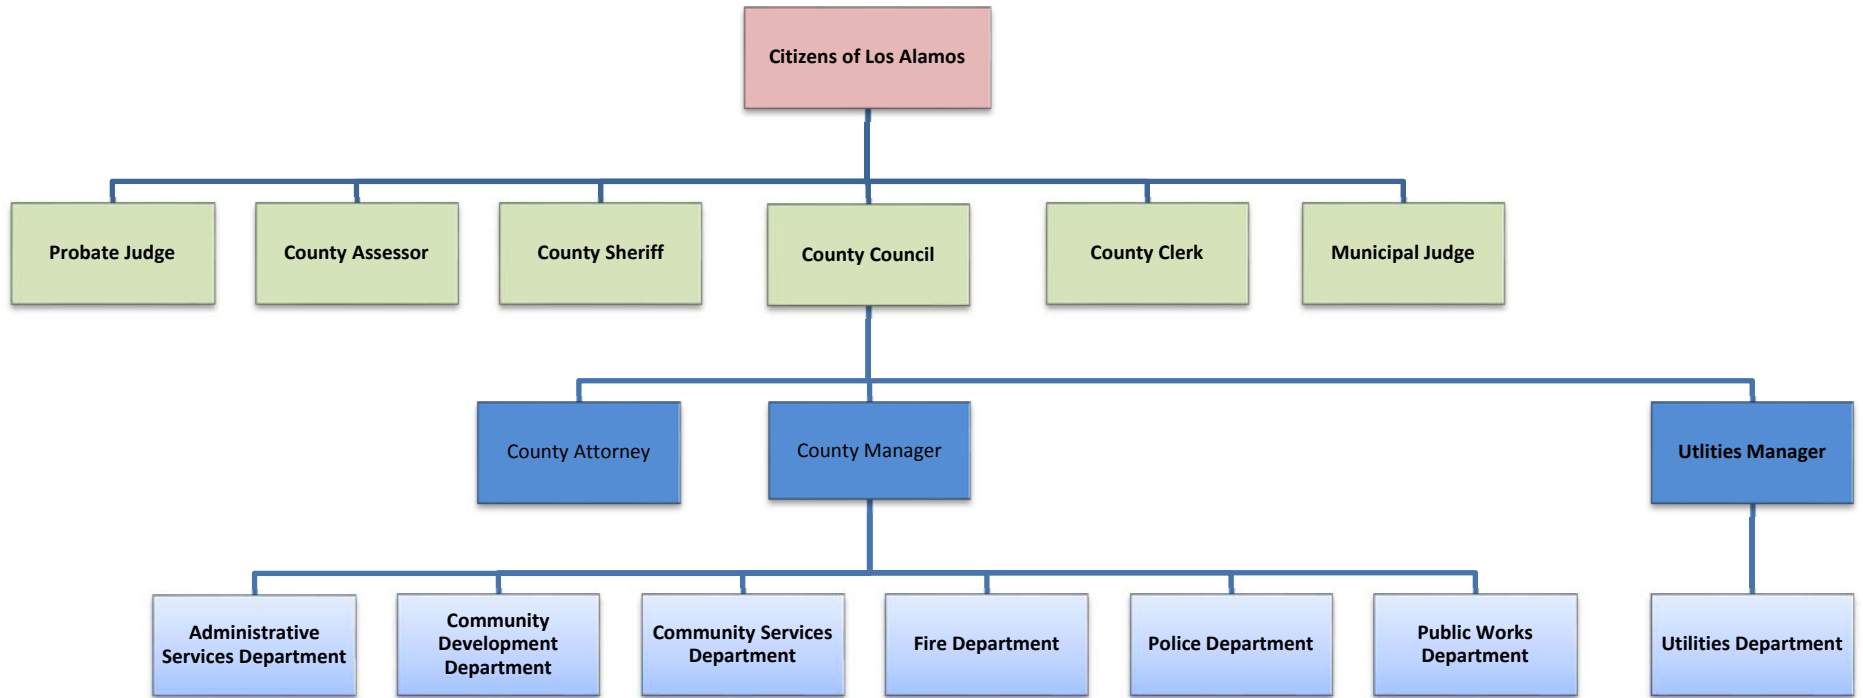 Citizens of Los Alamos
Probate Judge
County Assessor
County Sheriff
County Council
County Clerk
Municipal Judge
County Attorney
County Manager
Utlities Manager
Administrative
Services Department
Community
Development
Department
Community Services
Department
Fire Department
Police Department
Public Works
Department
Utilities Department